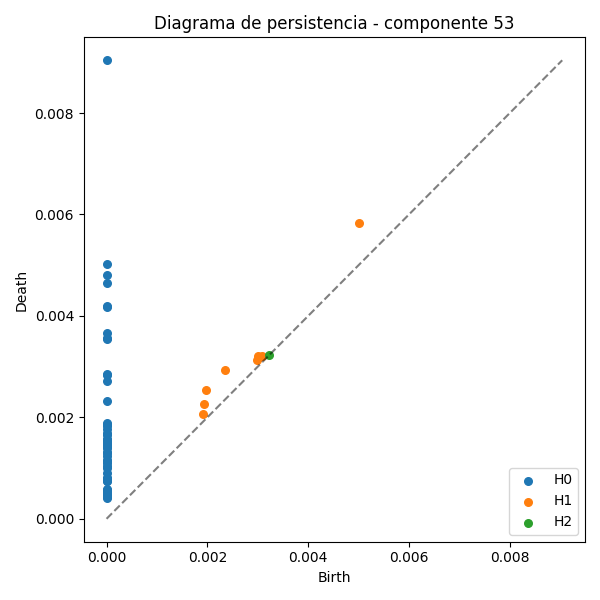 Diagrama de persistencia - componente 53
Death
0.008
0.006
0.004
0.002
0.000
0.000 0.002 0.004 0.006 0.008
Birth
H0
H1
H2